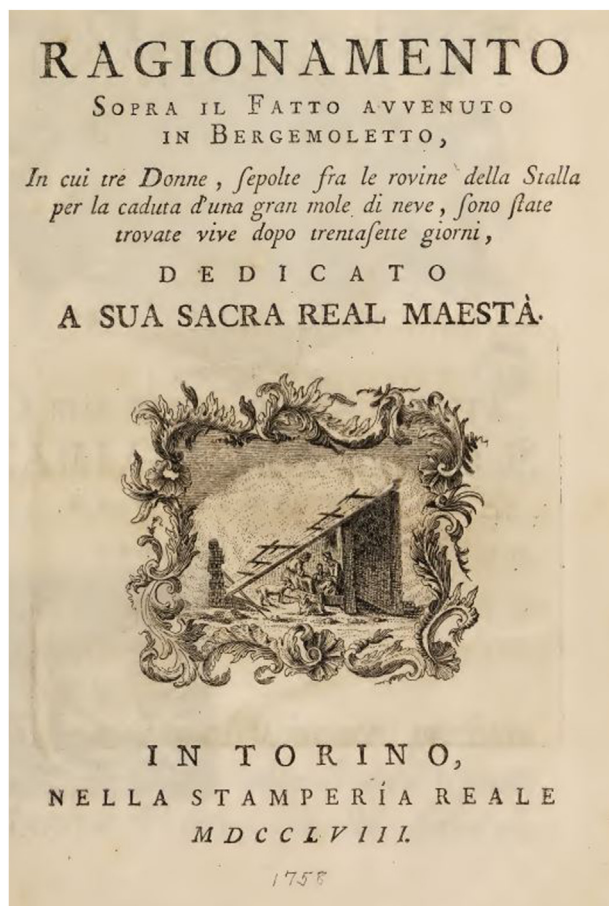 RAGIONAMENTO
SOPRA IL FATTO AVVENUTO
IN BERGEMOLETTO,
In cui tre Donne, ſepolte fra le rovine della Stalla
per la caduta d'una gran mole di neve, ſono ſtate
trovate vive dopo trentaſette giorni,
DEDICATO
A SUA SACRA REAL MAESTÀ.
IN TORINO,
NELLA STAMPERÍA REALE
MDCCLVIII.
1758